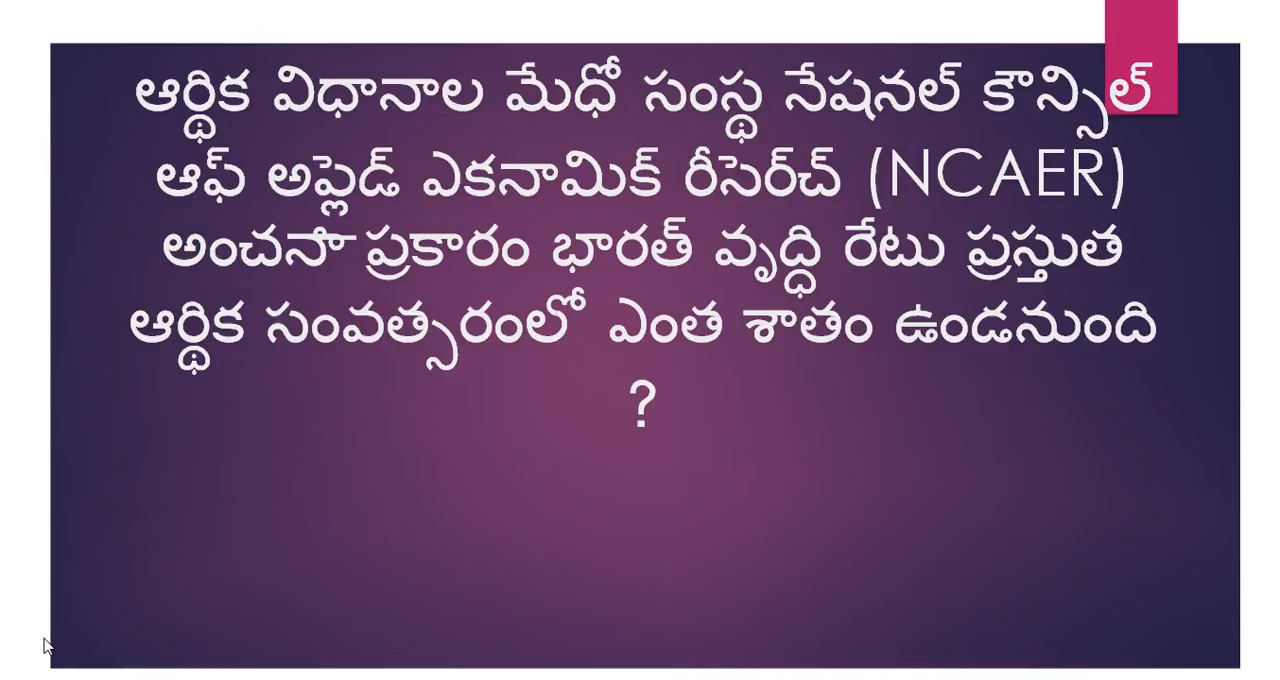 ఆర్థిక విధానాల మేధో సంస్థ నేషనల్ కౌన్సిల్
ఆఫ్ అప్లైడ్ ఎకనామిక్ రీసెర్చ్ (NCAER)
అంచనా ప్రకారం భారత్ వృద్ధి రేటు ప్రస్తుత
ఆర్థిక సంవత్సరంలో ఎంత శాతం ఉండనుంది
?